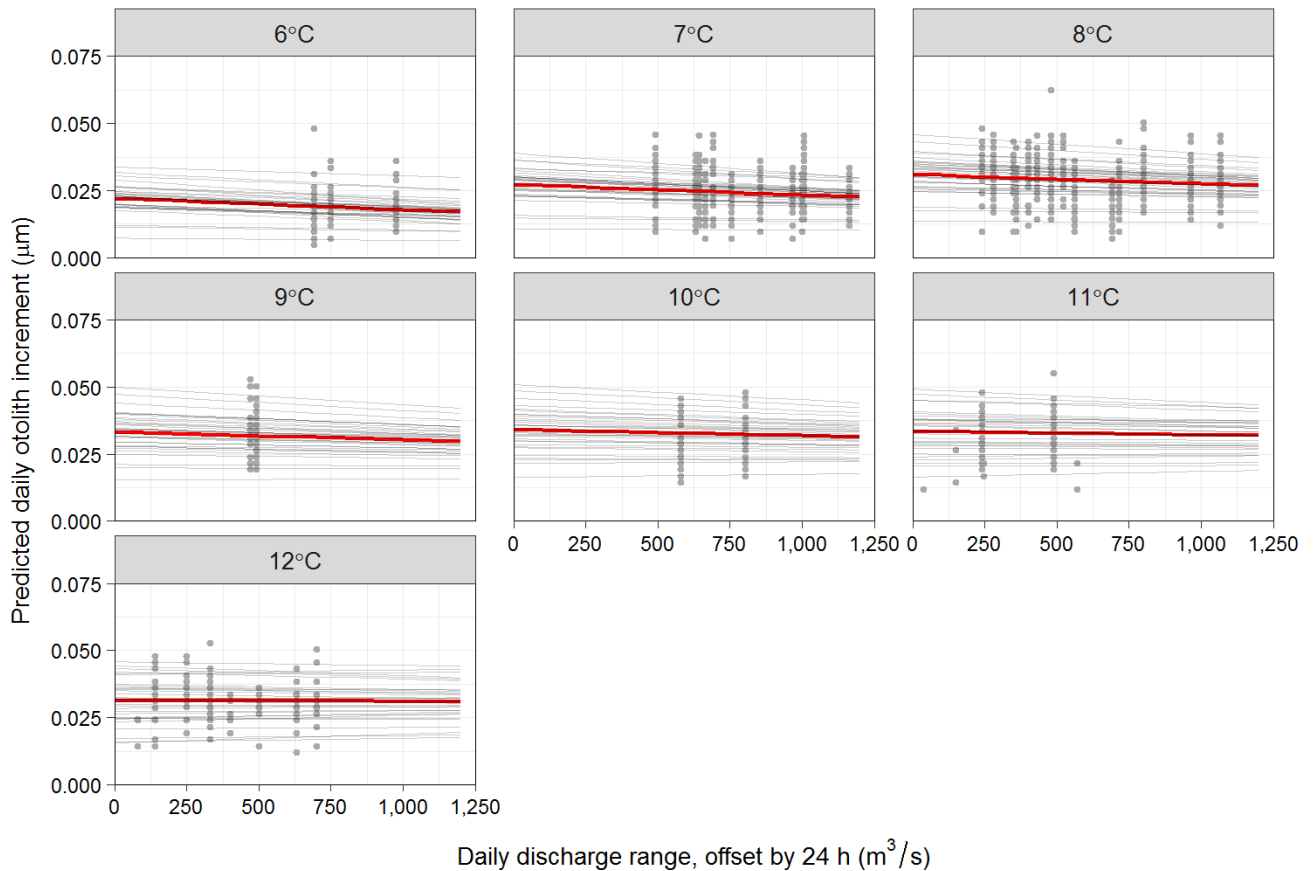 6°C 7°C 8°C
0.075
0.050
0.025
0.000
9°C 10°C 11°C
0.075
0.050
0.025
0.000
0 250 500 750 1,000 1,250 0 250 500 750 1,000 1,250
12°C
0.075
0.050
0.025
0.000
0 250 500 750 1,000 1,250
Predicted daily otolith increment (μm)
Daily discharge range, offset by 24 h (m³/s)